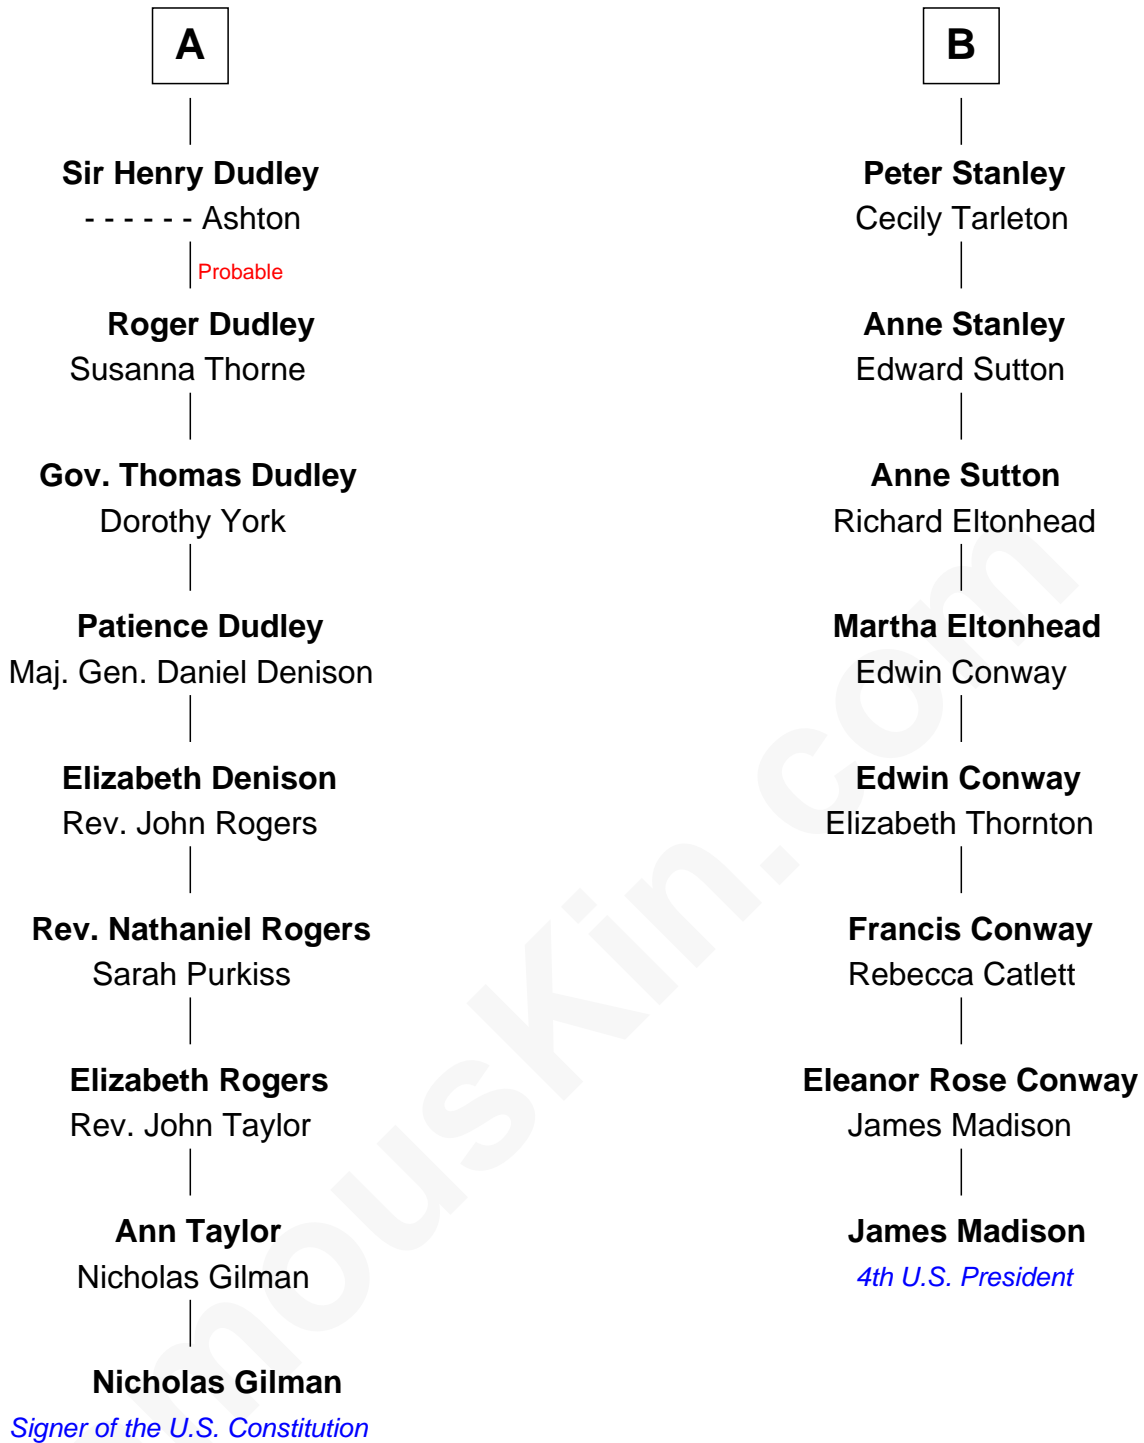 A
Sir Henry Dudley
- - - - - - Ashton
Probable
Roger Dudley
Susanna Thorne
Gov. Thomas Dudley
Dorothy York
Patience Dudley
Maj. Gen. Daniel Denison
Elizabeth Denison
Rev. John Rogers
Rev. Nathaniel Rogers
Sarah Purkiss
Elizabeth Rogers
Rev. John Taylor
Ann Taylor
Nicholas Gilman
Nicholas Gilman
Signer of the U.S. Constitution
B
Peter Stanley
Cecily Tarleton
Anne Stanley
Edward Sutton
Anne Sutton
Richard Eltonhead
Martha Eltonhead
Edwin Conway
Edwin Conway
Elizabeth Thornton
Francis Conway
Rebecca Catlett
Eleanor Rose Conway
James Madison
James Madison
4th U.S. President
mousKin.com